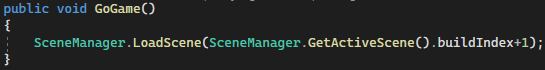 public void GoGame()
{
SceneManager.LoadScene(SceneManager.GetActiveScene().buildIndex+1);
}